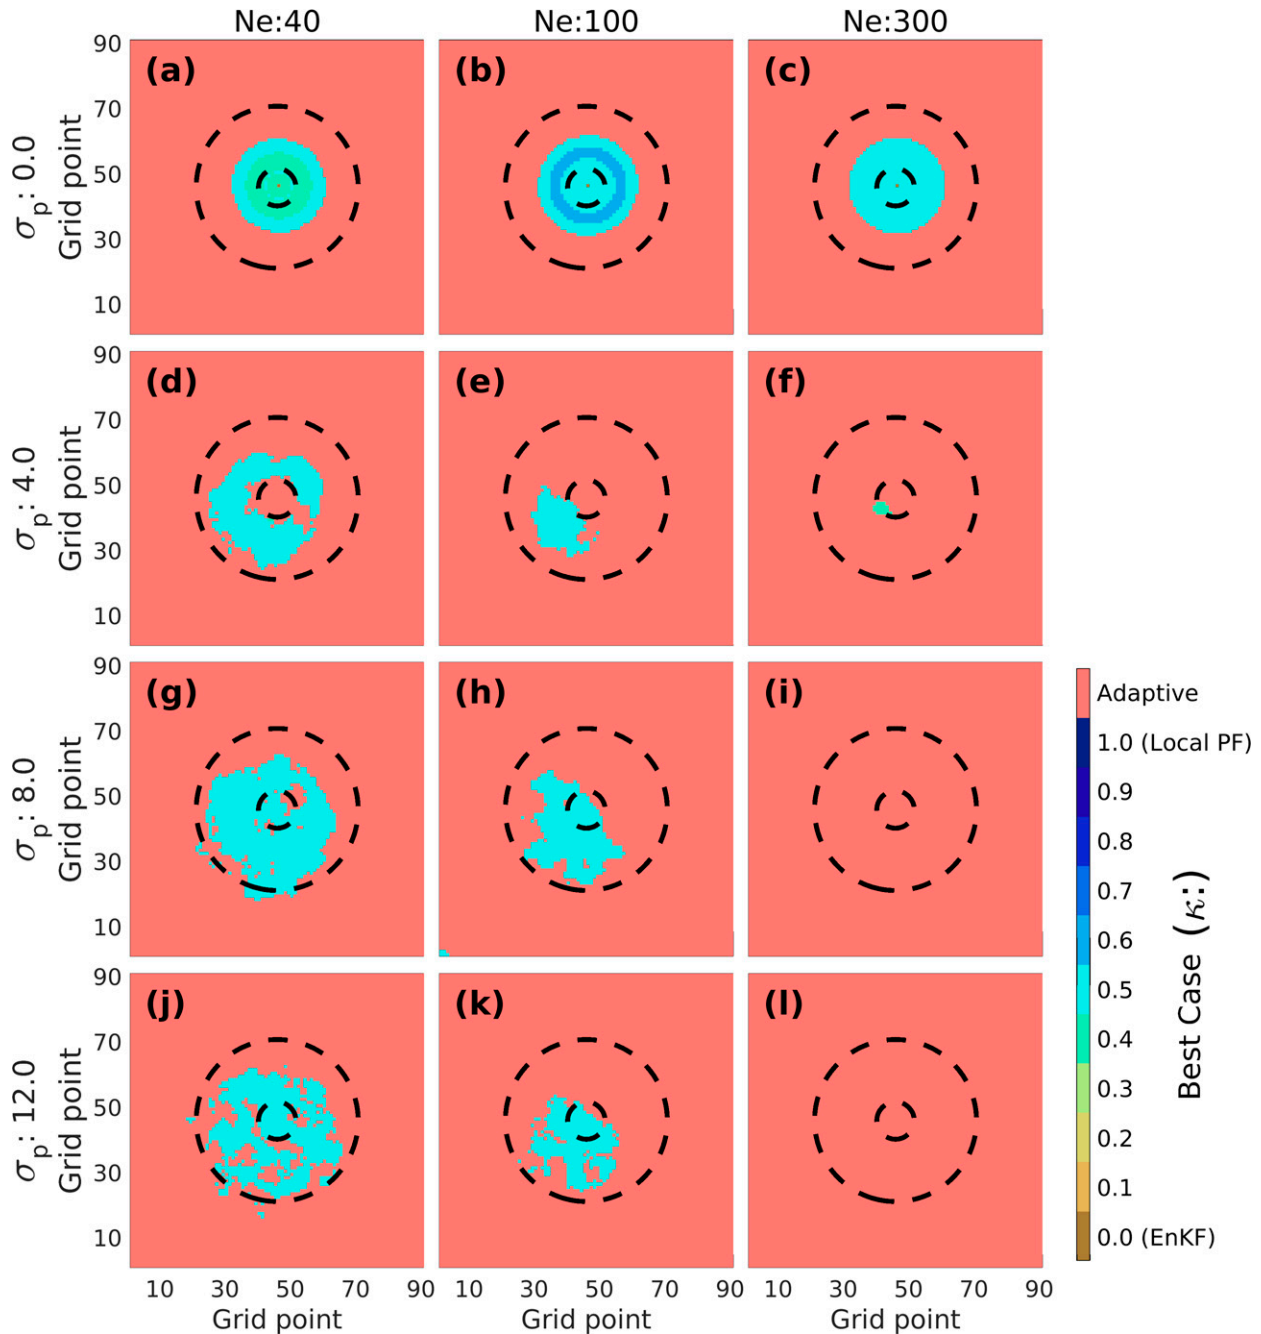 Ne:40 Ne:100 Ne:300
σp: 0.0
Grid point
90
70
50
30
10
(a) (b) (c)
σp: 4.0
Grid point
90
70
50
30
10
(d) (e) (f)
σp: 8.0
Grid point
90
70
50
30
10
(g) (h) (i)
σp: 12.0
Grid point
90
70
50
30
10
(j) (k) (l)
10 30 50 70 90 10 30 50 70 90 10 30 50 70 90
Grid point Grid point Grid point
Adaptive
1.0 (Local PF)
0.9
0.8
0.7
0.6
0.5
0.4
0.3
0.2
0.1
0.0 (EnKF)
Best Case (κ:)